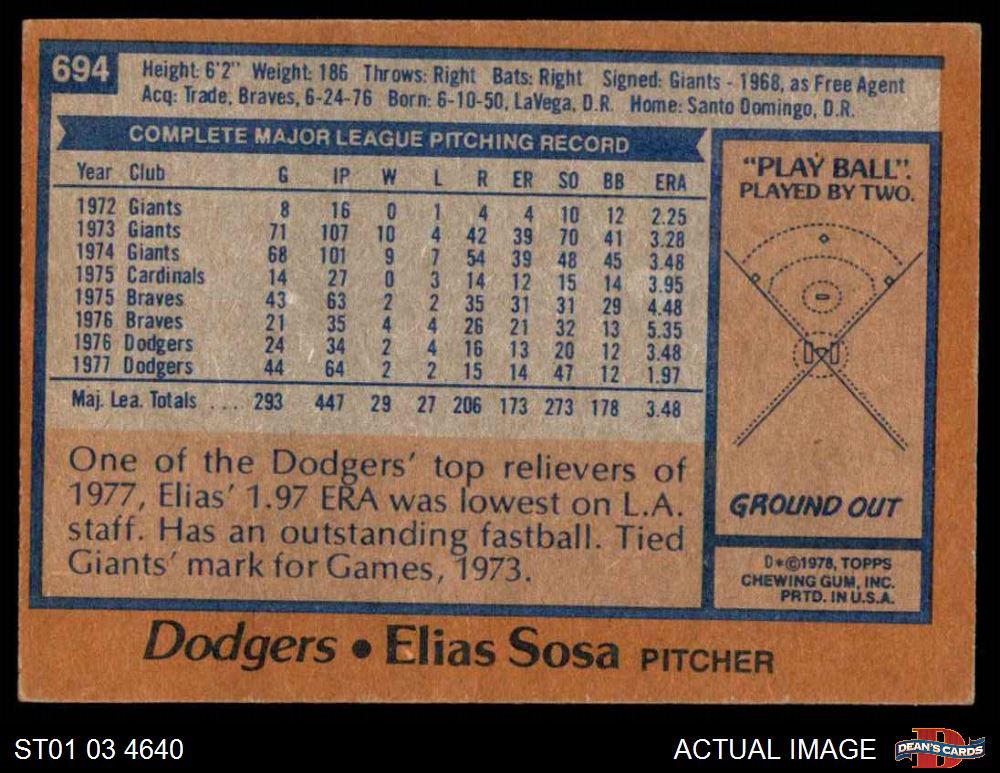 694
Height: 6'2" Weight: 186 Throws: Right Bats: Right Signed: Giants - 1968, as Free Agent
Acq: Trade, Braves, 6-24-76 Born: 6-10-50, LaVega, D.R. Home: Santo Domingo, D.R.
COMPLETE MAJOR LEAGUE PITCHING RECORD
Year Club G IP W L R ER SO BB ERA
1972 Giants 8 16 0 1 4 4 10 12 2.25
1973 Giants 71 107 10 4 42 39 70 41 3.28
1974 Giants 68 101 9 7 54 39 48 45 3.48
1975 Cardinals 14 27 0 3 14 12 15 14 3.95
1975 Braves 43 63 2 2 35 31 31 29 4.48
1976 Braves 21 35 4 4 26 21 32 13 5.35
1976 Dodgers 24 34 2 4 16 13 20 12 3.48
1977 Dodgers 44 64 2 2 15 14 47 12 1.97
Maj. Lea. Totals .... 293 447 29 27 206 173 273 178 3.48
One of the Dodgers' top relievers of
1977, Elias' 1.97 ERA was lowest on L.A.
staff. Has an outstanding fastball. Tied
Giants' mark for Games, 1973.
"PLAY BALL".
PLAYED BY TWO.
GROUND OUT
D*©1978, TOPPS
CHEWING GUM, INC.
PRTD. IN U.S.A.
Dodgers • Elias Sosa PITCHER
ST01 03 4640
ACTUAL IMAGE
D
DEAN'S CARDS